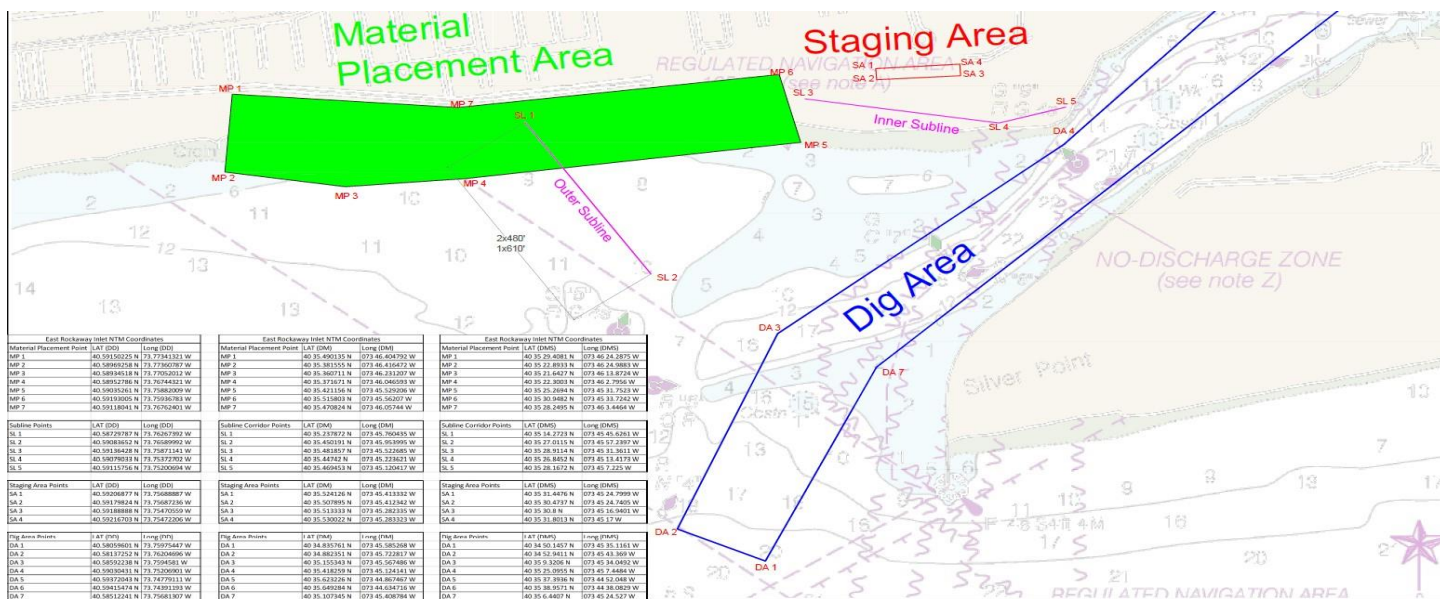 Material
Placement Area
Staging Area
REGULATED NAVIGATION AREA
(see note A)
SA 1
SA 2
SA 4
SA 3
MP 1
MP 7
MP 6
SL 3
SL 1
SL 5
Inner Subline
SL 4
DA 4
MP 5
MP 2
MP 3
MP 4
Outer Subline
2x480'
1x610'
SL 2
NO-DISCHARGE ZONE
(see note Z)
Dig Area
DA 3
DA 7
Silver Point
DA 2
DA 1
REGULATED NAVIGATION AREA
East Rockaway Inlet NTM Coordinates
Material Placement Point LAT (DD) Long (DD)
MP 1 40.59150225 N 73.77341321 W
MP 2 40.58969258 N 73.77360787 W
MP 3 40.58934518 N 73.77052012 W
MP 4 40.58952786 N 73.76744321 W
MP 5 40.59035261 N 73.75882009 W
MP 6 40.59193005 N 73.75936783 W
MP 7 40.59118041 N 73.76762401 W
Subline Points LAT (DD) Long (DD)
SL 1 40.58729787 N 73.76267392 W
SL 2 40.59083652 N 73.76589992 W
SL 3 40.59136428 N 73.75871141 W
SL 4 40.59079033 N 73.75372702 W
SL 5 40.59115756 N 73.75200694 W
Staging Area Points LAT (DD) Long (DD)
SA 1 40.59206877 N 73.75688887 W
SA 2 40.59179824 N 73.75687236 W
SA 3 40.59188888 N 73.75470559 W
SA 4 40.59216703 N 73.75472206 W
Dig Area Points LAT (DD) Long (DD)
DA 1 40.58059601 N 73.75975447 W
DA 2 40.58137252 N 73.76204696 W
DA 3 40.58592238 N 73.7594581 W
DA 4 40.59030431 N 73.75206901 W
DA 5 40.59372043 N 73.74779111 W
DA 6 40.59415474 N 73.74391193 W
DA 7 40.58512241 N 73.75681307 W
East Rockaway Inlet NTM Coordinates
Material Placement Point LAT (DM) Long (DM)
MP 1 40 35.490135 N 073 46.404792 W
MP 2 40 35.381555 N 073 46.416472 W
MP 3 40 35.360711 N 073 46.231207 W
MP 4 40 35.371671 N 073 46.046593 W
MP 5 40 35.421156 N 073 45.529206 W
MP 6 40 35.515803 N 073 45.56207 W
MP 7 40 35.470824 N 073 46.05744 W
Subline Corridor Points LAT (DM) Long (DM)
SL 1 40 35.237872 N 073 45.760435 W
SL 2 40 35.450191 N 073 45.953995 W
SL 3 40 35.481857 N 073 45.522685 W
SL 4 40 35.44742 N 073 45.223621 W
SL 5 40 35.469453 N 073 45.120417 W
Staging Area Points LAT (DM) Long (DM)
SA 1 40 35.524126 N 073 45.413332 W
SA 2 40 35.507895 N 073 45.412342 W
SA 3 40 35.513333 N 073 45.282335 W
SA 4 40 35.530022 N 073 45.283323 W
Dig Area Points LAT (DM) Long (DM)
DA 1 40 34.835761 N 073 45.585268 W
DA 2 40 34.882351 N 073 45.722817 W
DA 3 40 35.155343 N 073 45.567486 W
DA 4 40 35.418259 N 073 45.124141 W
DA 5 40 35.623226 N 073 44.867467 W
DA 6 40 35.649284 N 073 44.634716 W
DA 7 40 35.107345 N 073 45.408784 W
East Rockaway Inlet NTM Coordinates
Material Placement Point LAT (DMS) Long (DMS)
MP 1 40 35 29.4081 N 073 46 24.2875 W
MP 2 40 35 22.8933 N 073 46 24.9883 W
MP 3 40 35 21.6427 N 073 46 13.8724 W
MP 4 40 35 22.3003 N 073 46 2.7956 W
MP 5 40 35 25.2694 N 073 45 31.7523 W
MP 6 40 35 30.9482 N 073 45 33.7242 W
MP 7 40 35 28.2495 N 073 46 3.4464 W
Subline Corridor Points LAT (DMS) Long (DMS)
SL 1 40 35 14.2723 N 073 45 45.6261 W
SL 2 40 35 27.0115 N 073 45 57.2397 W
SL 3 40 35 28.9114 N 073 45 31.3611 W
SL 4 40 35 26.8452 N 073 45 13.4173 W
SL 5 40 35 28.1672 N 073 45 7.225 W
Staging Area Points LAT (DMS) Long (DMS)
SA 1 40 35 31.4476 N 073 45 24.7999 W
SA 2 40 35 30.4737 N 073 45 24.7405 W
SA 3 40 35 30.8 N 073 45 16.9401 W
SA 4 40 35 31.8013 N 073 45 17 W
Dig Area Points LAT (DMS) Long (DMS)
DA 1 40 34 50.1457 N 073 45 35.1161 W
DA 2 40 34 52.9411 N 073 45 43.369 W
DA 3 40 35 9.3206 N 073 45 34.0492 W
DA 4 40 35 25.0955 N 073 45 7.4484 W
DA 5 40 35 37.3936 N 073 44 52.048 W
DA 6 40 35 38.9571 N 073 44 38.0829 W
DA 7 40 35 6.4407 N 073 45 24.527 W